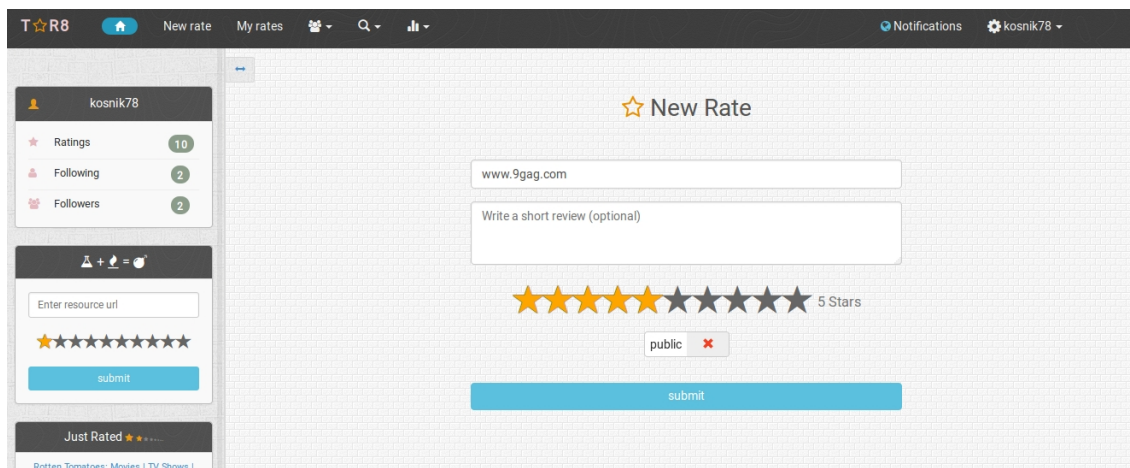 T☆R8 New rate My rates Notifications kosnik78
kosnik78
Ratings 10
Following 2
Followers 2
+ =
Enter resource url
submit
Just Rated
Rotten Tomatoes: Movies | TV Shows |
New Rate
www.9gag.com
Write a short review (optional)
5 Stars
public
submit